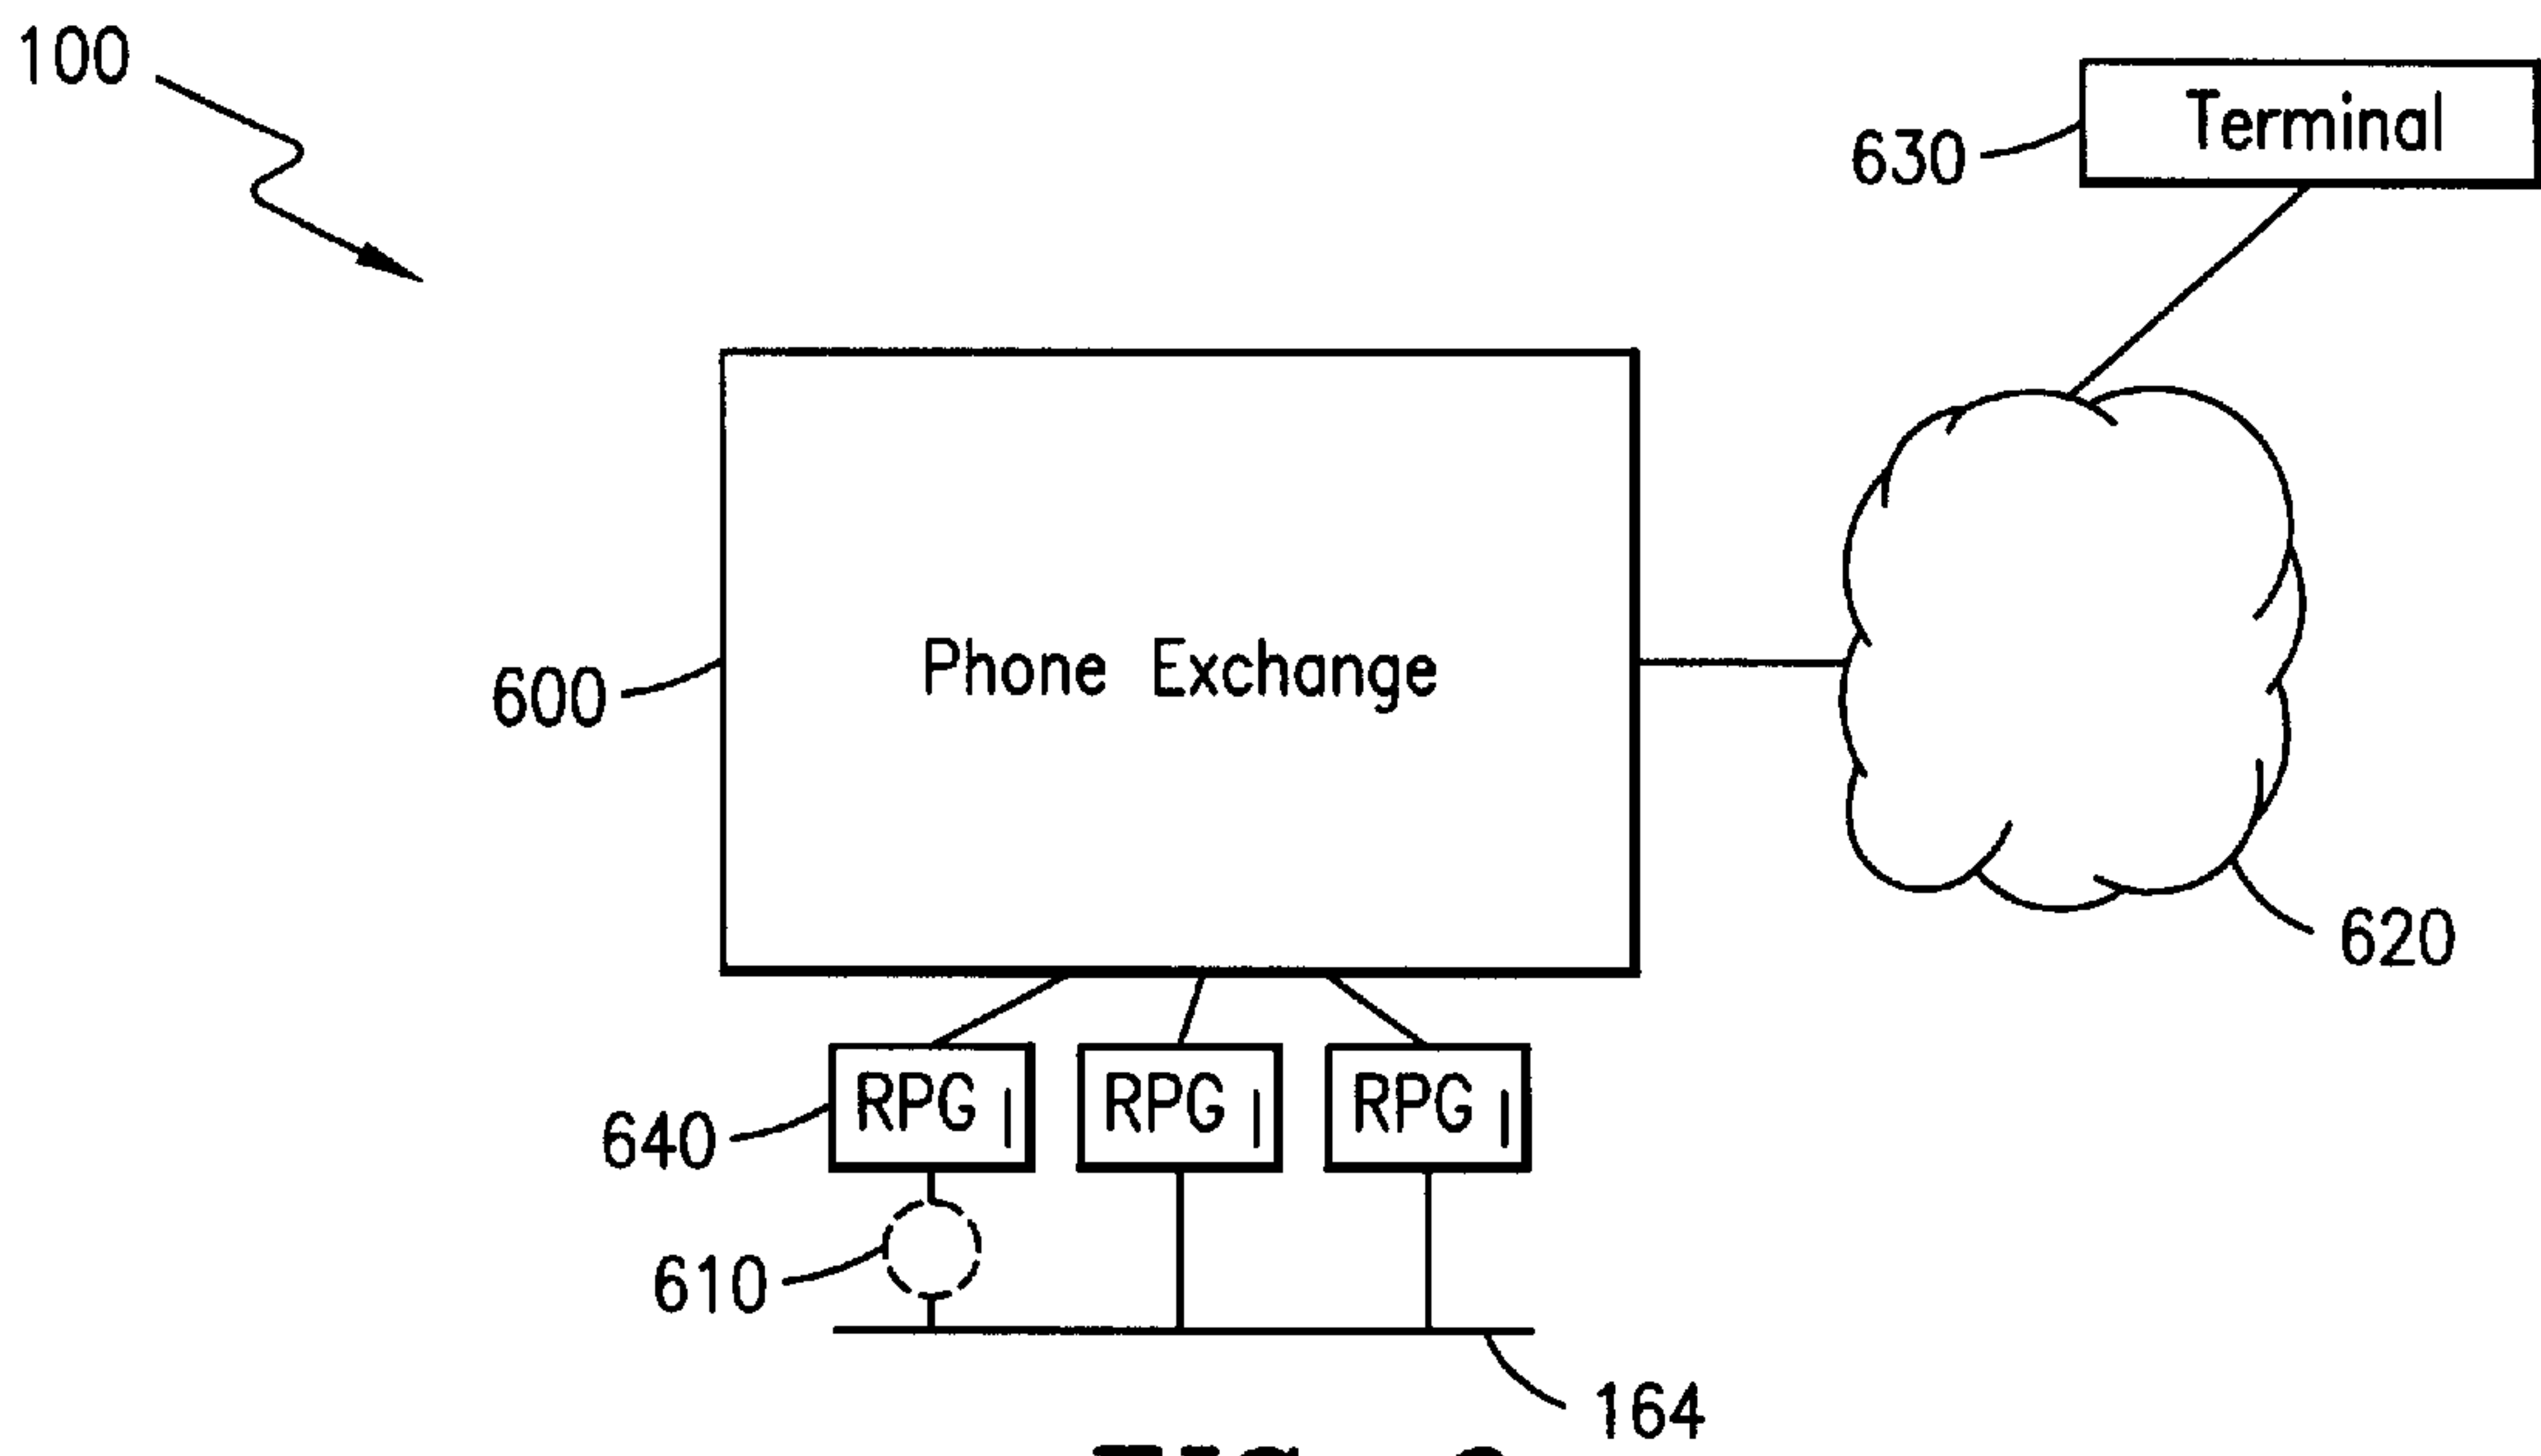 100
Terminal
630
Phone Exchange
600
620
RPG | RPG | RPG |
640
610
164